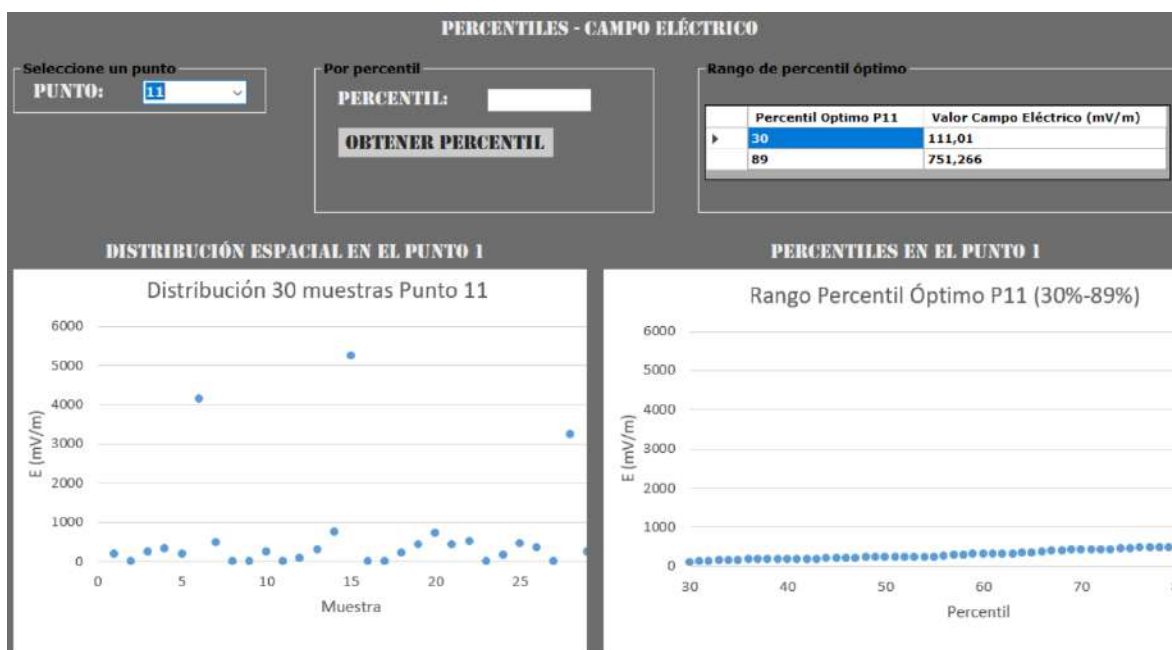 PERCENTILES - CAMPO ELÉCTRICO
Seleccione un punto
PUNTO: 11
Por percentil
PERCENTIL:
OBTENER PERCENTIL
Rango de percentil óptimo
Percentil Optimo P11 Valor Campo Eléctrico (mV/m)
30 111,01
89 751,266
DISTRIBUCIÓN ESPACIAL EN EL PUNTO 1
Distribución 30 muestras Punto 11
6000
5000
4000
3000
2000
1000
0
E (mV/m)
0 5 10 15 20 25
Muestra
PERCENTILES EN EL PUNTO 1
Rango Percentil Óptimo P11 (30%-89%)
6000
5000
4000
3000
2000
1000
0
E (mV/m)
30 40 50 60 70
Percentil